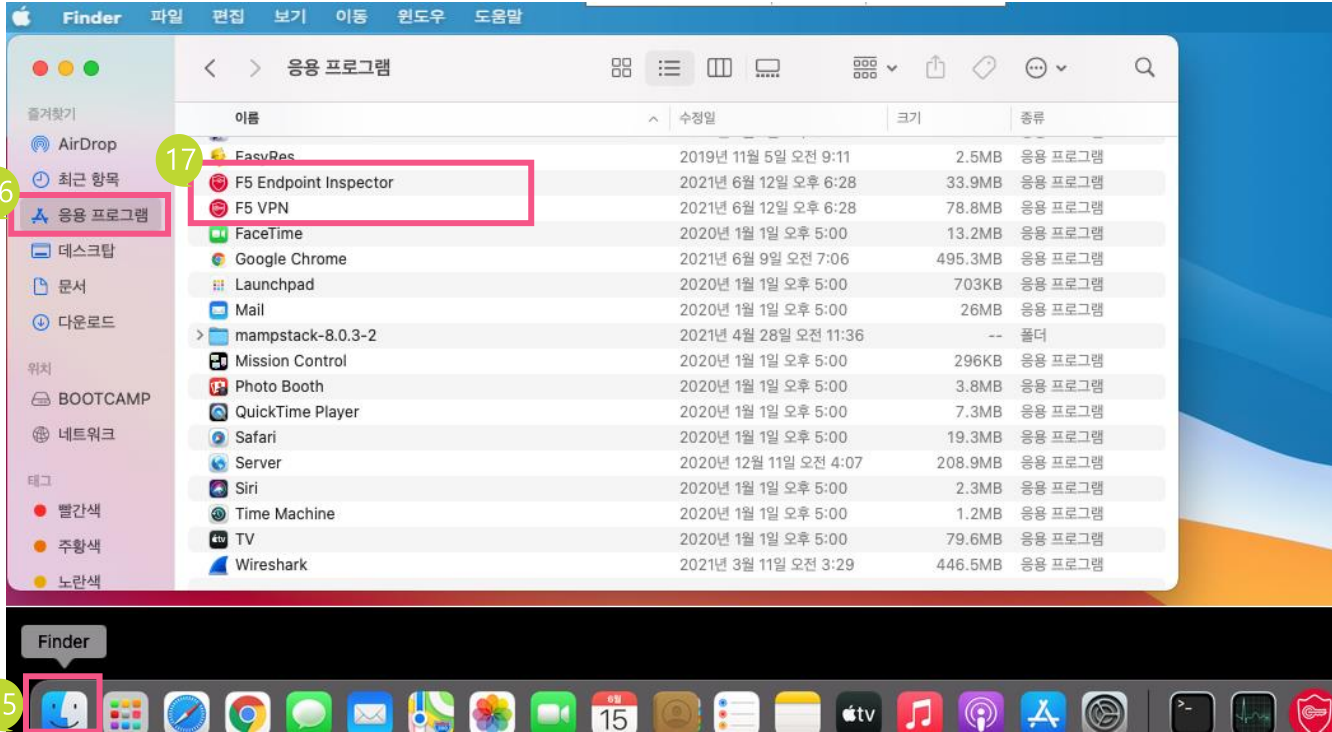 Finder 파일 편집 보기 이동 윈도우 도움말
응용 프로그램
즐겨찾기
AirDrop
최근 항목
응용 프로그램
데스크탑
문서
다운로드
위치
BOOTCAMP
네트워크
태그
빨간색
주황색
노란색
이름 수정일 크기 종류
17
EasyRes 2019년 11월 5일 오전 9:11 2.5MB 응용 프로그램
F5 Endpoint Inspector 2021년 6월 12일 오후 6:28 33.9MB 응용 프로그램
F5 VPN 2021년 6월 12일 오후 6:28 78.8MB 응용 프로그램
FaceTime 2020년 1월 1일 오후 5:00 13.2MB 응용 프로그램
Google Chrome 2021년 6월 9일 오전 7:06 495.3MB 응용 프로그램
Launchpad 2020년 1월 1일 오후 5:00 703KB 응용 프로그램
Mail 2020년 1월 1일 오후 5:00 26MB 응용 프로그램
mampstack-8.0.3-2 2021년 4월 28일 오전 11:36 -- 폴더
Mission Control 2020년 1월 1일 오후 5:00 296KB 응용 프로그램
Photo Booth 2020년 1월 1일 오후 5:00 3.8MB 응용 프로그램
QuickTime Player 2020년 1월 1일 오후 5:00 7.3MB 응용 프로그램
Safari 2020년 1월 1일 오후 5:00 19.3MB 응용 프로그램
Server 2020년 12월 11일 오전 4:07 208.9MB 응용 프로그램
Siri 2020년 1월 1일 오후 5:00 2.3MB 응용 프로그램
Time Machine 2020년 1월 1일 오후 5:00 1.2MB 응용 프로그램
TV 2020년 1월 1일 오후 5:00 79.6MB 응용 프로그램
Wireshark 2021년 3월 11일 오전 3:29 446.5MB 응용 프로그램
Finder
6월
15
tv